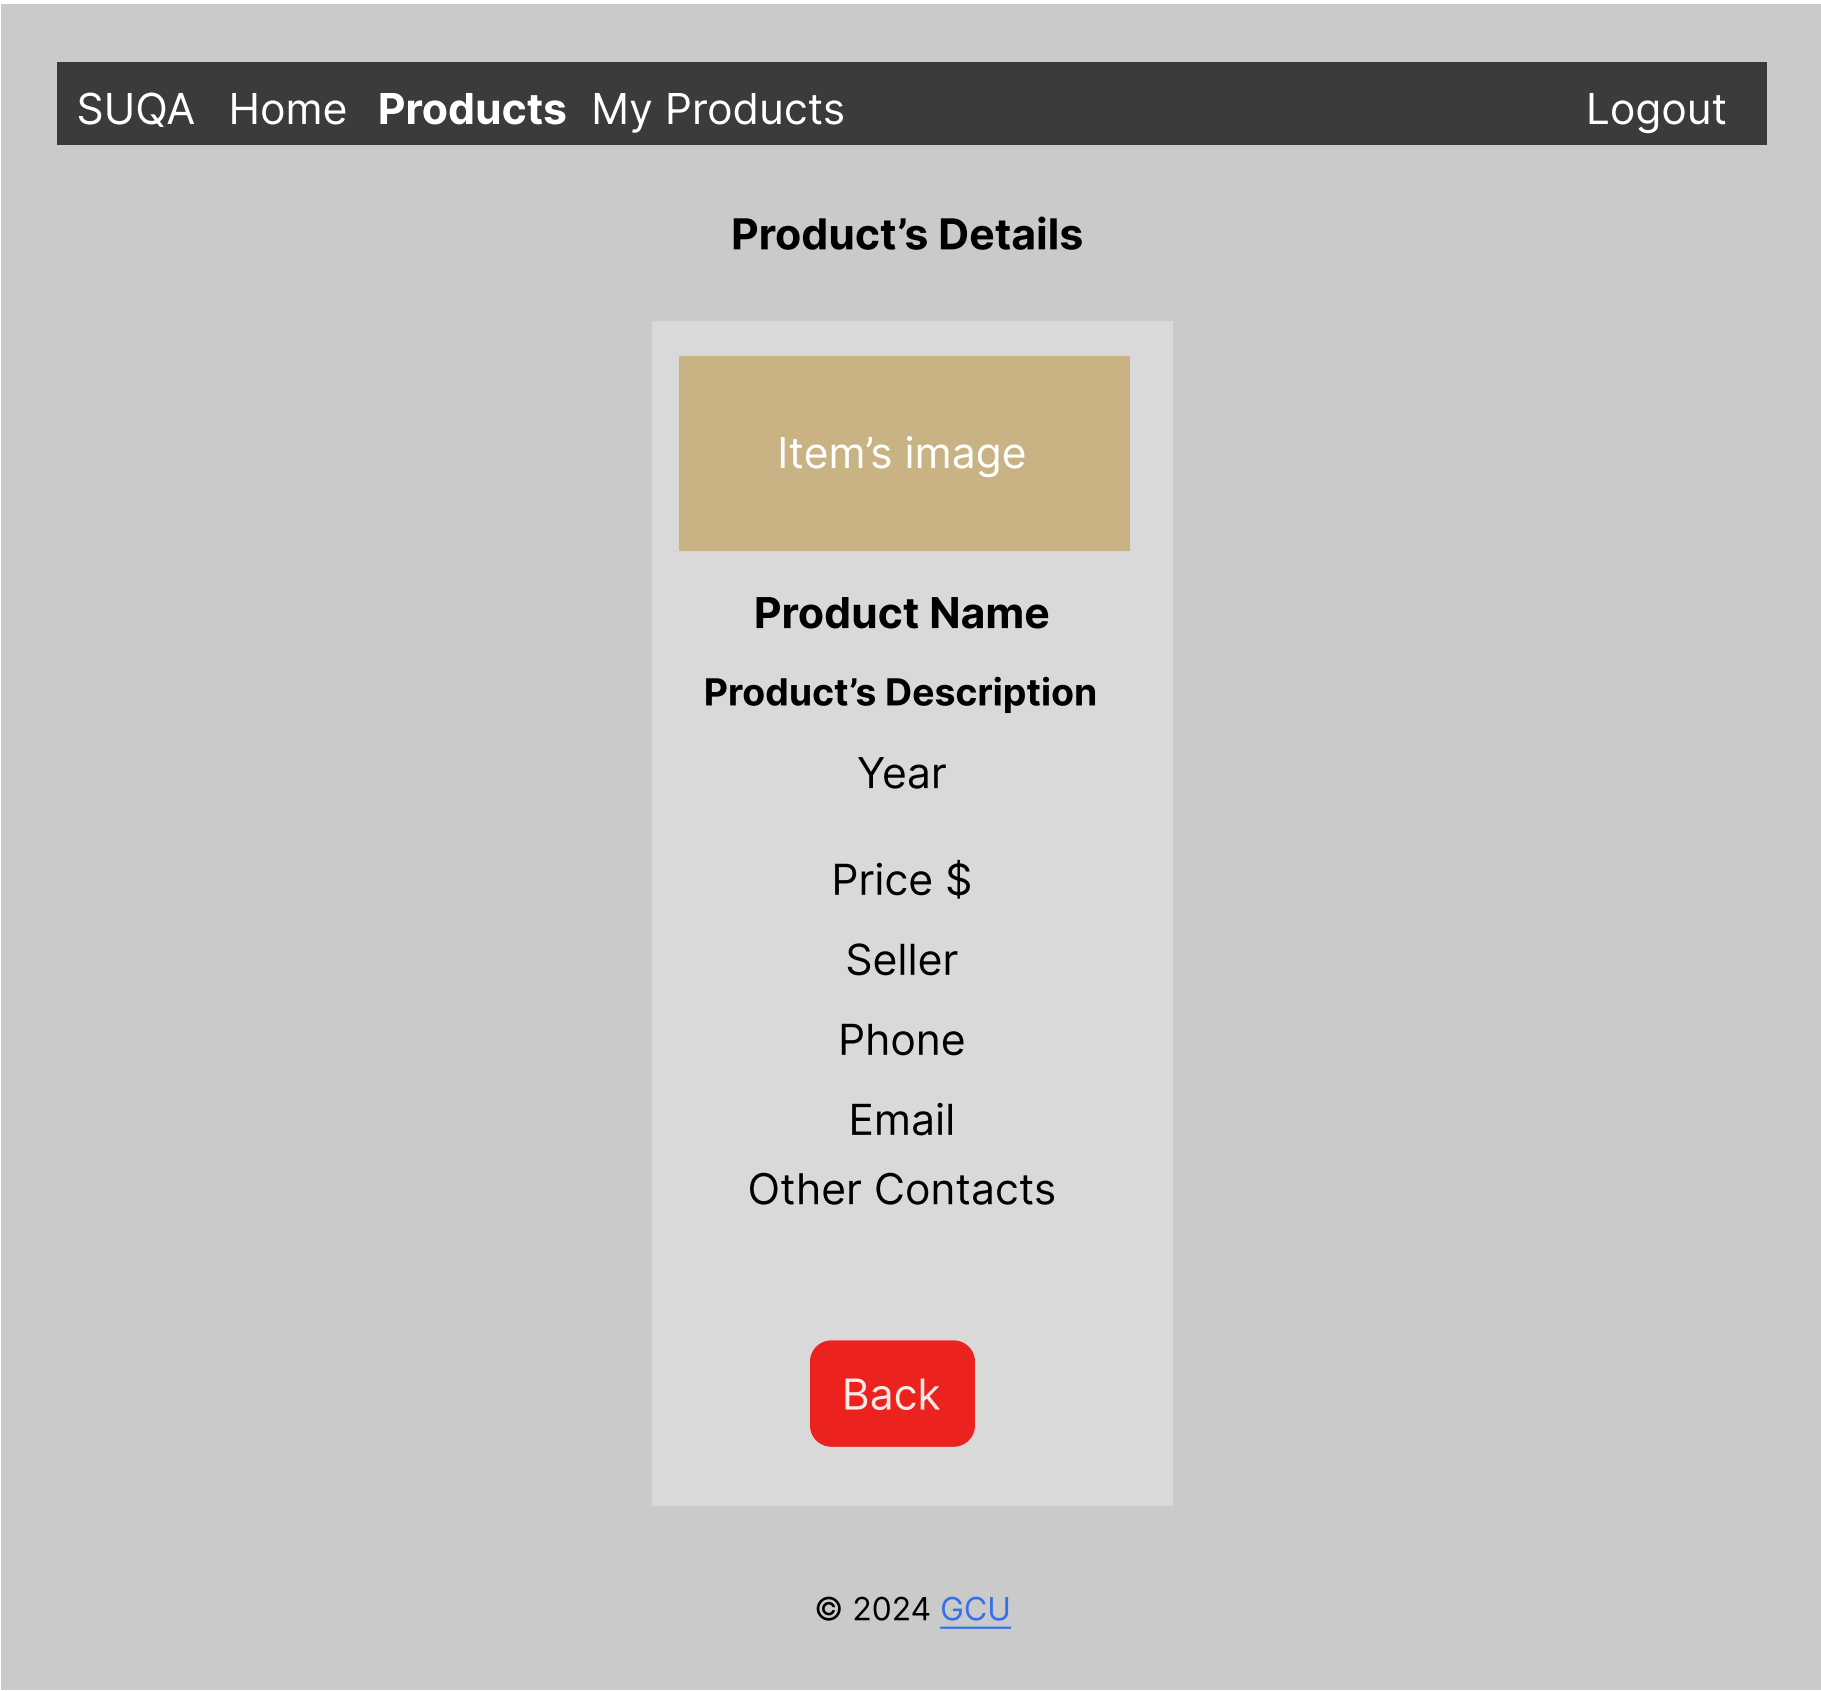 SUQA Home Products My Products Logout
Product’s Details
Item’s image
Product Name
Product’s Description
Year
Price $
Seller
Phone
Email
Other Contacts
Back
© 2024 GCU